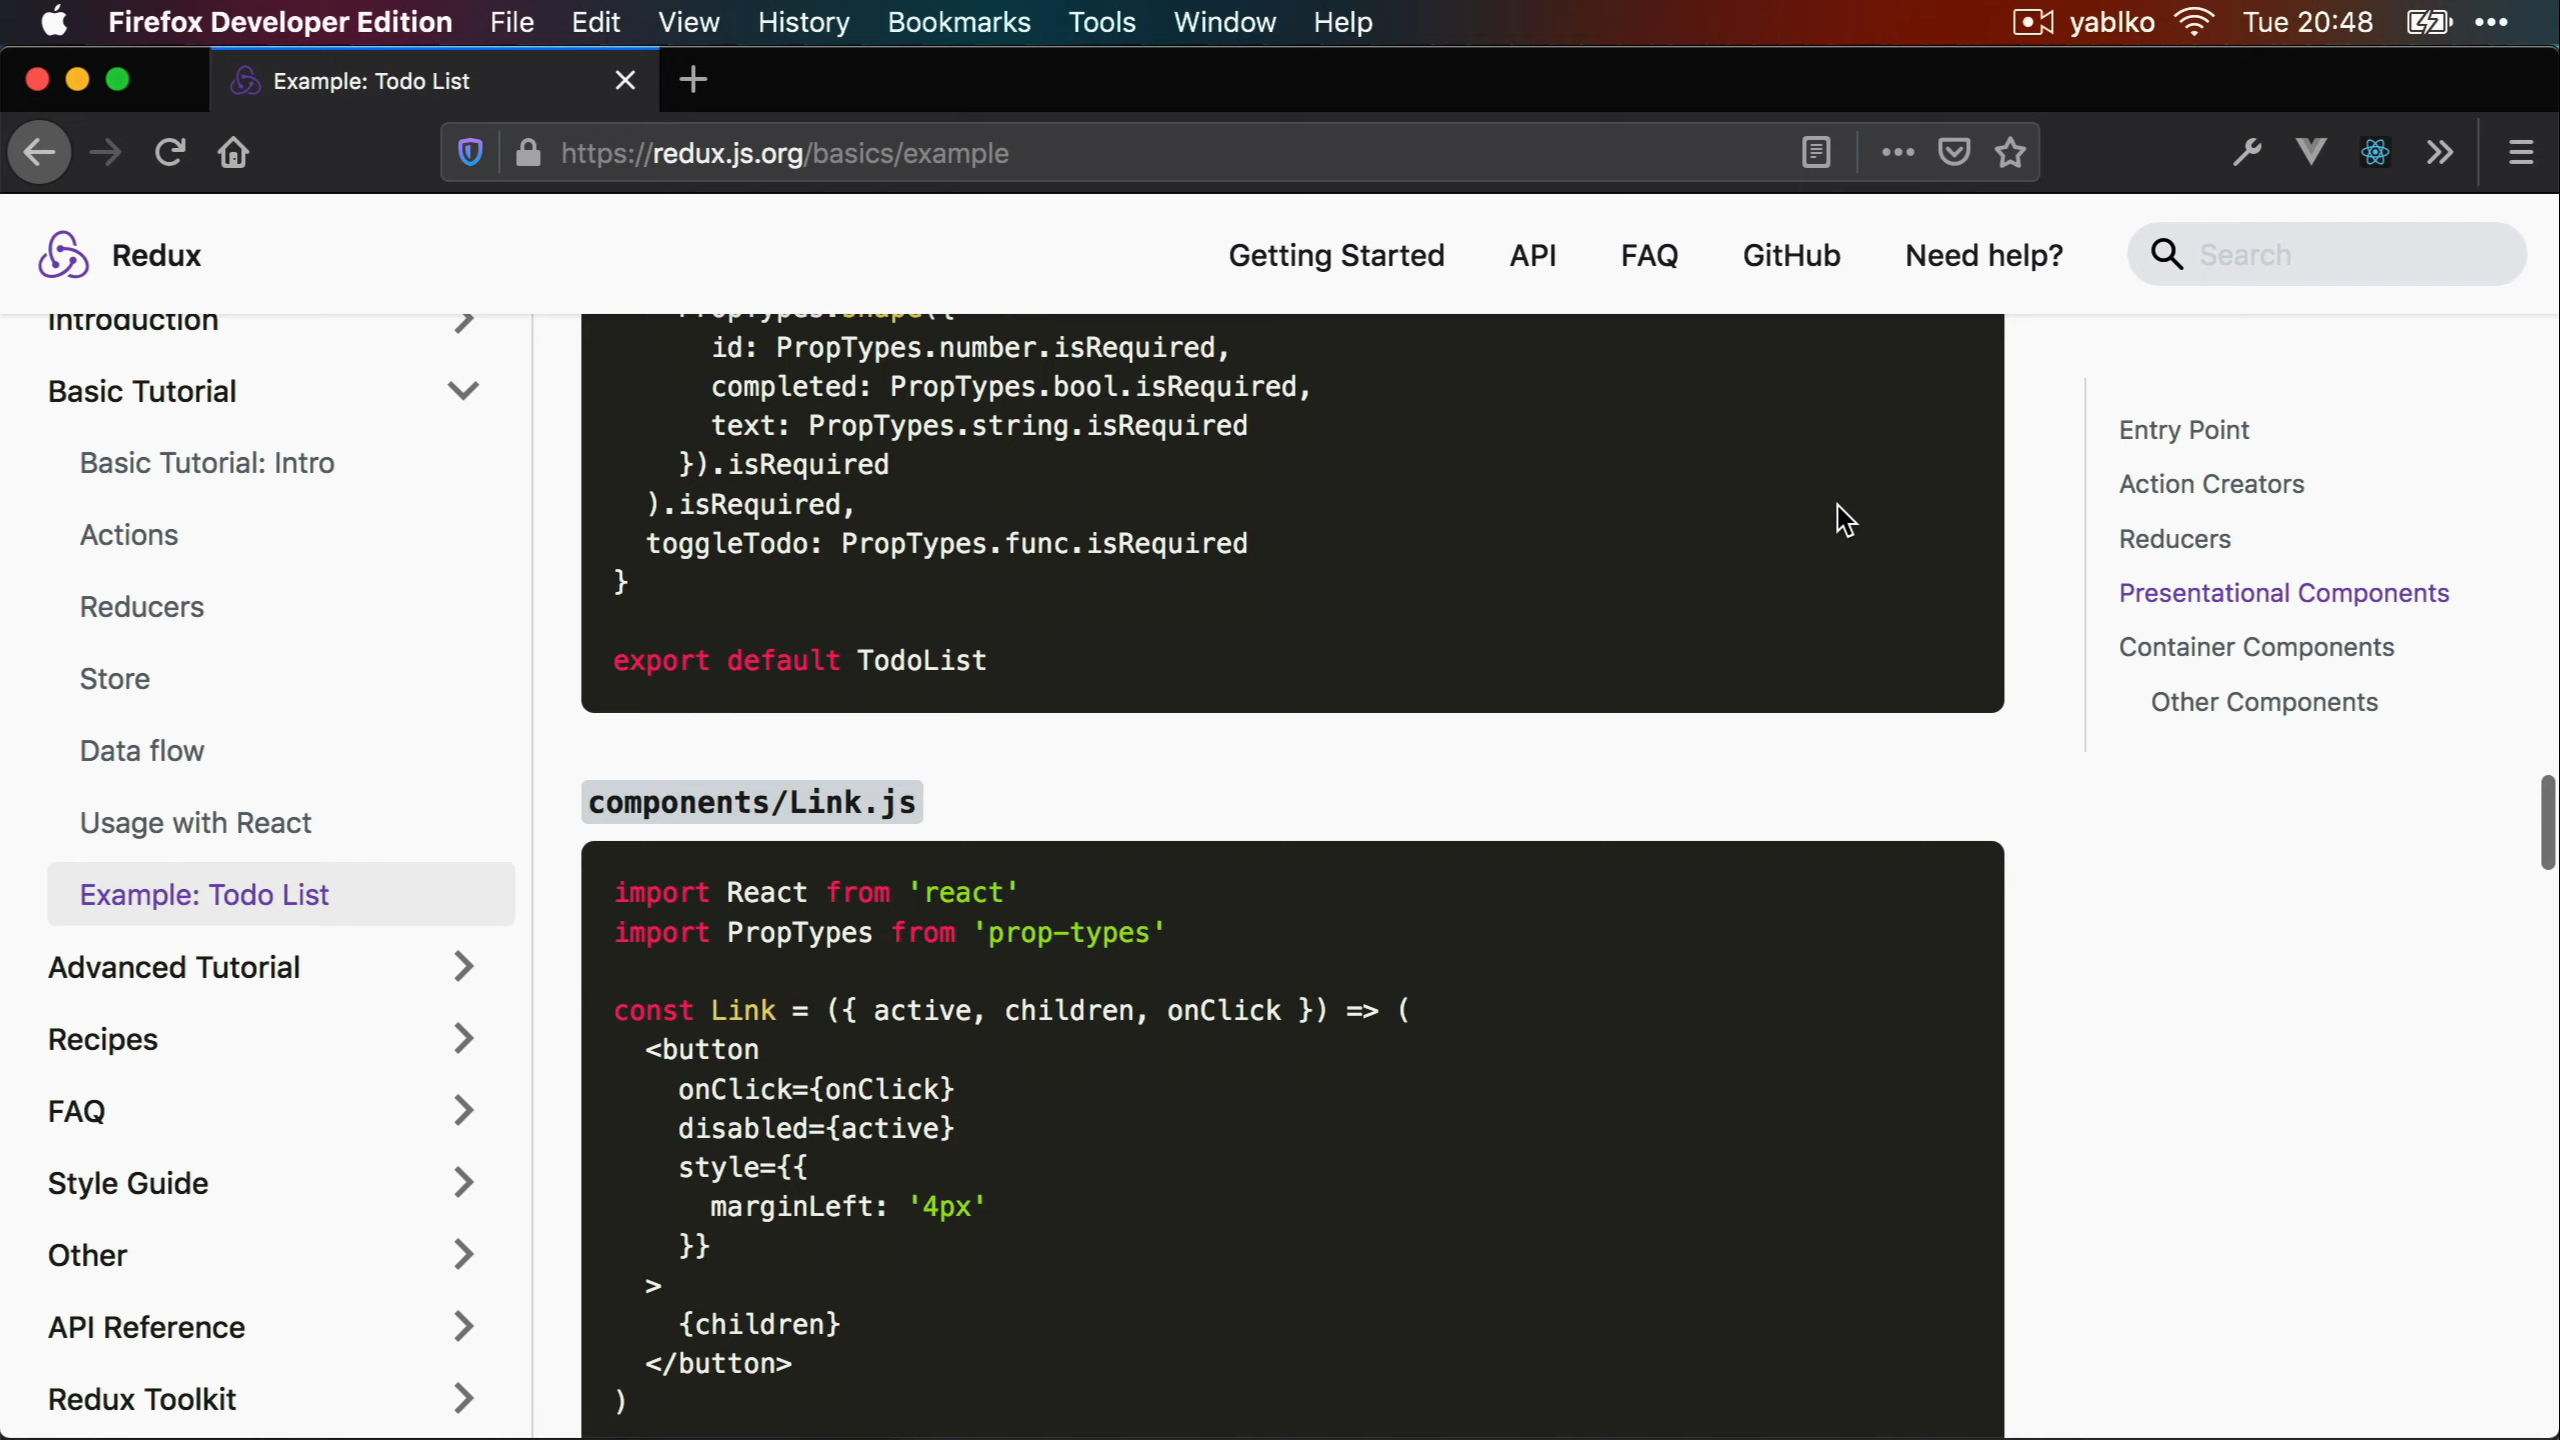 Firefox Developer Edition File Edit View History Bookmarks Tools Window Help yablko Tue 20:48
Example: Todo List
https://redux.js.org/basics/example
Redux Getting Started API FAQ GitHub Need help? Search
Introduction
Basic Tutorial
Basic Tutorial: Intro
Actions
Reducers
Store
Data flow
Usage with React
Example: Todo List
Advanced Tutorial
Recipes
FAQ
Style Guide
Other
API Reference
Redux Toolkit
PropTypes.shape({
id: PropTypes.number.isRequired,
completed: PropTypes.bool.isRequired,
text: PropTypes.string.isRequired
}).isRequired
).isRequired,
toggleTodo: PropTypes.func.isRequired
}
export default TodoList
components/Link.js
import React from 'react'
import PropTypes from 'prop-types'
const Link = ({ active, children, onClick }) => (
<button
onClick={onClick}
disabled={active}
style={{
marginLeft: '4px'
}}
>
{children}
</button>
)
Entry Point
Action Creators
Reducers
Presentational Components
Container Components
Other Components